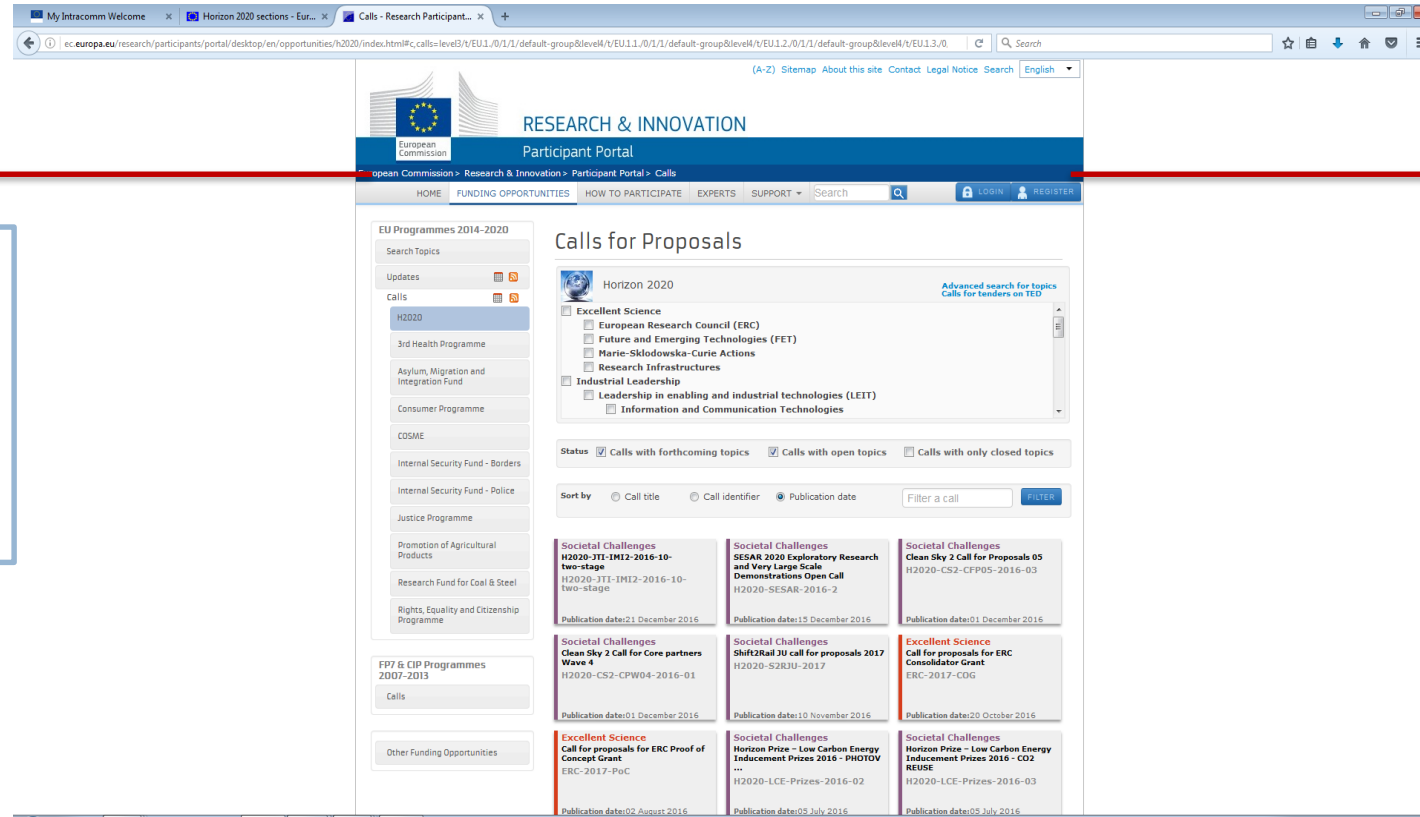 My Intracomm Welcome
Horizon 2020 sections - Eur...
Calls - Research Participant...
ec.europa.eu/research/participants/portal/desktop/en/opportunities/h2020/index.html#c,calls=level3/t/EU.1./0/1/1/default-group&level4/t/EU.1.1./0/1/1/default-group&level4/t/EU.1.2./0/1/1/default-group&level4/t/EU.1.3./0,
Search
(A-Z) Sitemap About this site Contact Legal Notice Search English
European
Commission
RESEARCH & INNOVATION
Participant Portal
European Commission > Research & Innovation > Participant Portal > Calls
HOME FUNDING OPPORTUNITIES HOW TO PARTICIPATE EXPERTS SUPPORT Search LOGIN REGISTER
EU Programmes 2014-2020
Search Topics
Updates
Calls
H2020
3rd Health Programme
Asylum, Migration and
Integration Fund
Consumer Programme
COSME
Internal Security Fund - Borders
Internal Security Fund - Police
Justice Programme
Promotion of Agricultural
Products
Research Fund for Coal & Steel
Rights, Equality and Citizenship
Programme
FP7 & CIP Programmes
2007-2013
Calls
Other Funding Opportunities
Calls for Proposals
Horizon 2020
Advanced search for topics
Calls for tenders on TED
Excellent Science
European Research Council (ERC)
Future and Emerging Technologies (FET)
Marie-Sklodowska-Curie Actions
Research Infrastructures
Industrial Leadership
Leadership in enabling and industrial technologies (LEIT)
Information and Communication Technologies
Status Calls with forthcoming topics Calls with open topics Calls with only closed topics
Sort by Call title Call identifier Publication date Filter a call FILTER
Societal Challenges
H2020-JTI-IMI2-2016-10-
two-stage
H2020-JTI-IMI2-2016-10-
two-stage
Publication date:21 December 2016
Societal Challenges
SESAR 2020 Exploratory Research
and Very Large Scale
Demonstrations Open Call
H2020-SESAR-2016-2
Publication date:15 December 2016
Societal Challenges
Clean Sky 2 Call for Proposals 05
H2020-CS2-CFP05-2016-03
Publication date:01 December 2016
Societal Challenges
Clean Sky 2 Call for Core partners
Wave 4
H2020-CS2-CPW04-2016-01
Publication date:01 December 2016
Societal Challenges
Shift2Rail JU call for proposals 2017
H2020-S2RJU-2017
Publication date:10 November 2016
Excellent Science
Call for proposals for ERC
Consolidator Grant
ERC-2017-COG
Publication date:20 October 2016
Excellent Science
Call for proposals for ERC Proof of
Concept Grant
ERC-2017-PoC
Publication date:02 August 2016
Societal Challenges
Horizon Prize – Low Carbon Energy
Inducement Prizes 2016 - PHOTOV
...
H2020-LCE-Prizes-2016-02
Publication date:05 July 2016
Societal Challenges
Horizon Prize – Low Carbon Energy
Inducement Prizes 2016 - CO2
REUSE
H2020-LCE-Prizes-2016-03
Publication date:05 July 2016